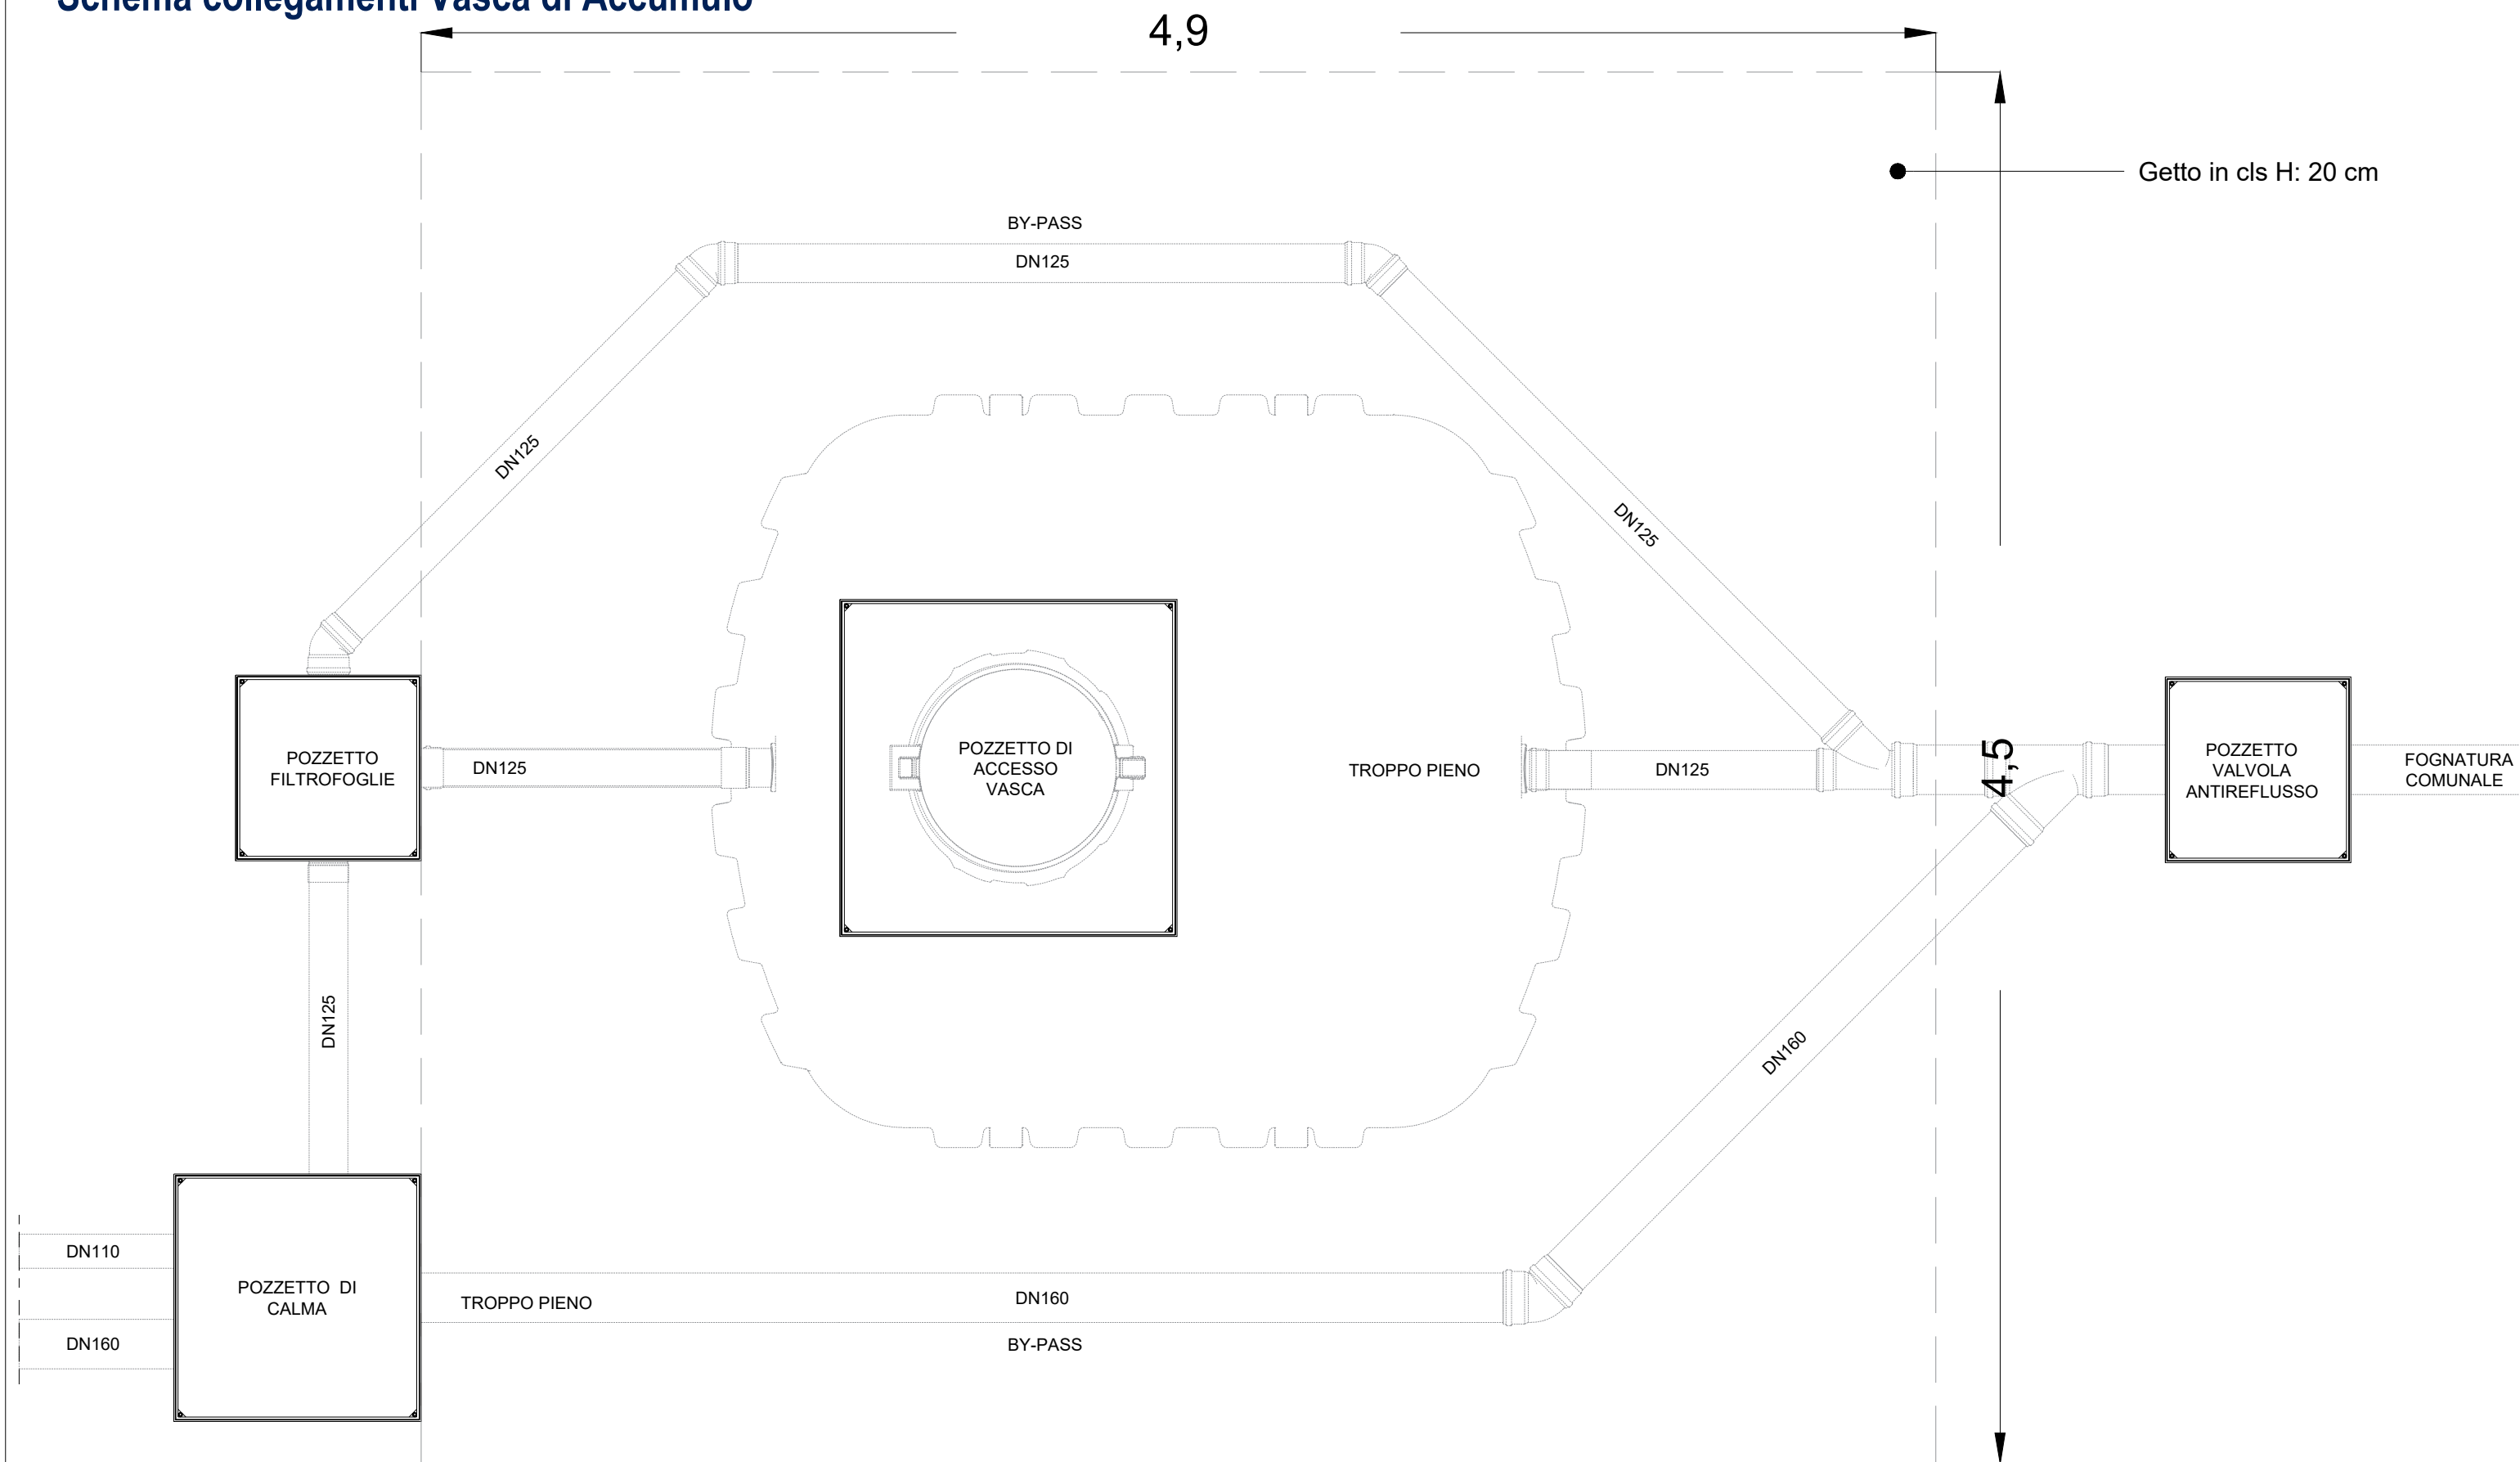 Schema collegamenti Vasca di Accumulo
4,9
Getto in cls H: 20 cm
BY-PASS
DN125
DN125
DN125
POZZETTO
FILTROFOGLIE
DN125
POZZETTO DI
ACCESSO
VASCA
TROPPO PIENO
DN125
4,5
POZZETTO
VALVOLA
ANTIREFLUSSO
FOGNATURA
COMUNALE
DN125
DN160
DN110
POZZETTO DI
CALMA
DN160
TROPPO PIENO
DN160
BY-PASS